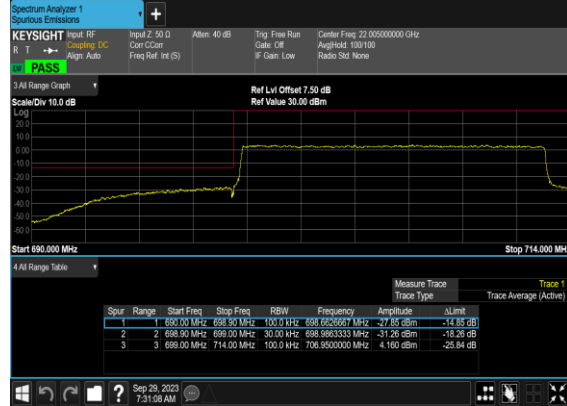 Spectrum Analyzer 1
Spurious Emissions
+
KEYSIGHT Input: RF
R T Coupling: DC
Align: Auto
Input Z: 50 Ω
Corr CCorr
Freq Ref: Int (S)
Atten: 40 dB
Trig: Free Run
Gate: Off
IF Gain: Low
Center Freq: 22.005000000 GHz
Avg|Hold: 100/100
Radio Std: None
LW PASS
3 All Range Graph
Scale/Div 10.0 dB
Ref Lvl Offset 7.50 dB
Ref Value 30.00 dBm
Log
20.0
10.0
0.00
-10.0
-20.0
-30.0
-40.0
-50.0
-60.0
Start 690.000 MHz
Stop 714.000 MH
4 All Range Table
Measure Trace Trace 1
Trace Type Trace Average (Active)
Spur Range Start Freq Stop Freq RBW Frequency Amplitude ΔLimit
1 1 690.00 MHz 698.90 MHz 100.0 kHz 698.6626667 MHz -27.85 dBm -14.85 dB
2 2 698.90 MHz 699.00 MHz 30.00 kHz 698.9863333 MHz -31.26 dBm -18.26 dB
3 3 699.00 MHz 714.00 MHz 100.0 kHz 706.9500000 MHz 4.160 dBm -25.84 dB
? Sep 29, 2023
7:31:08 AM